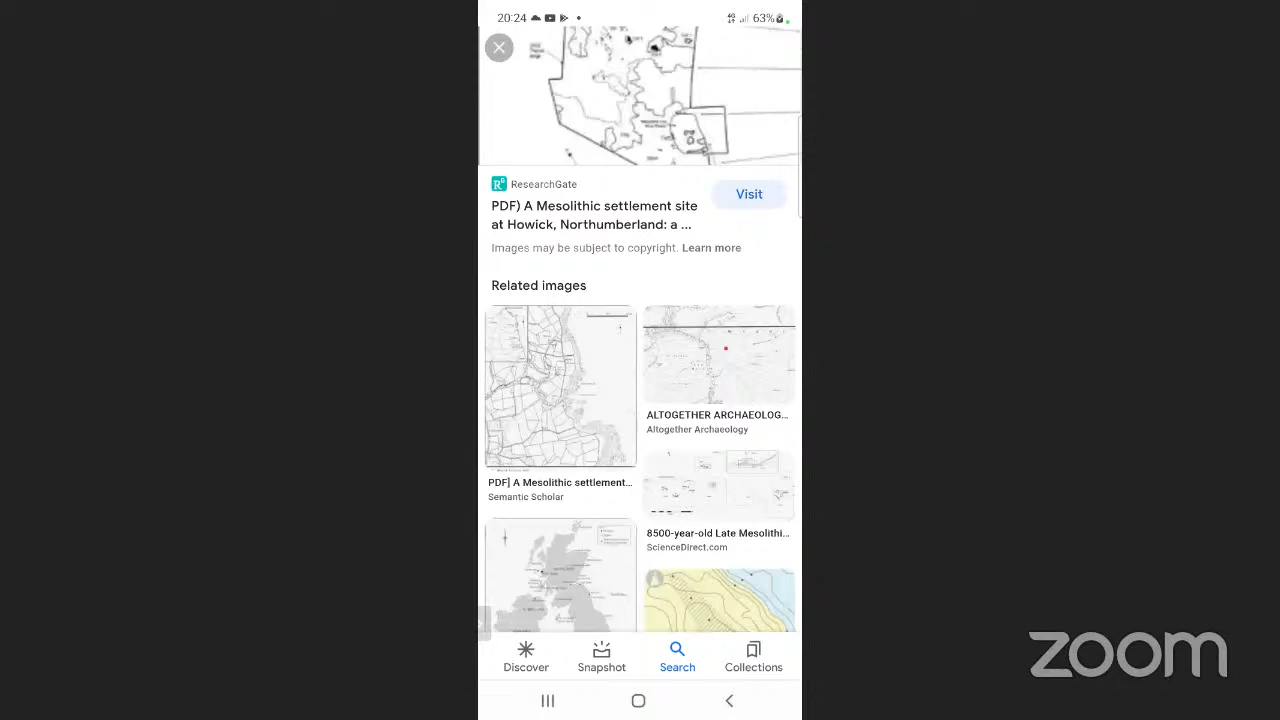 20:24
4G
63%
ResearchGate
PDF) A Mesolithic settlement site
at Howick, Northumberland: a ...
Visit
Images may be subject to copyright. Learn more
Related images
PDF] A Mesolithic settlement...
Semantic Scholar
ALTOGETHER ARCHAEOLOG...
Altogether Archaeology
8500-year-old Late Mesolithi...
ScienceDirect.com
Discover
Snapshot
Search
Collections
zoom